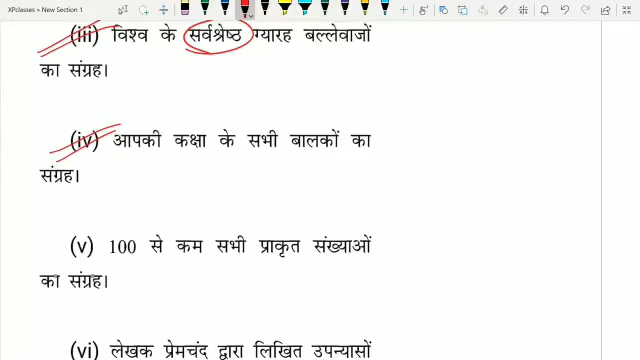 XPclasses » New Section 1
(iii) विश्व के सर्वश्रेष्ठ ग्यारह बल्लेवाजों
का संग्रह।
(iv) आपकी कक्षा के सभी बालकों का
संग्रह।
(v) 100 से कम सभी प्राकृत संख्याओं
का संग्रह।
(vi) लेखक प्रेमचंद द्वारा लिखित उपन्यासों